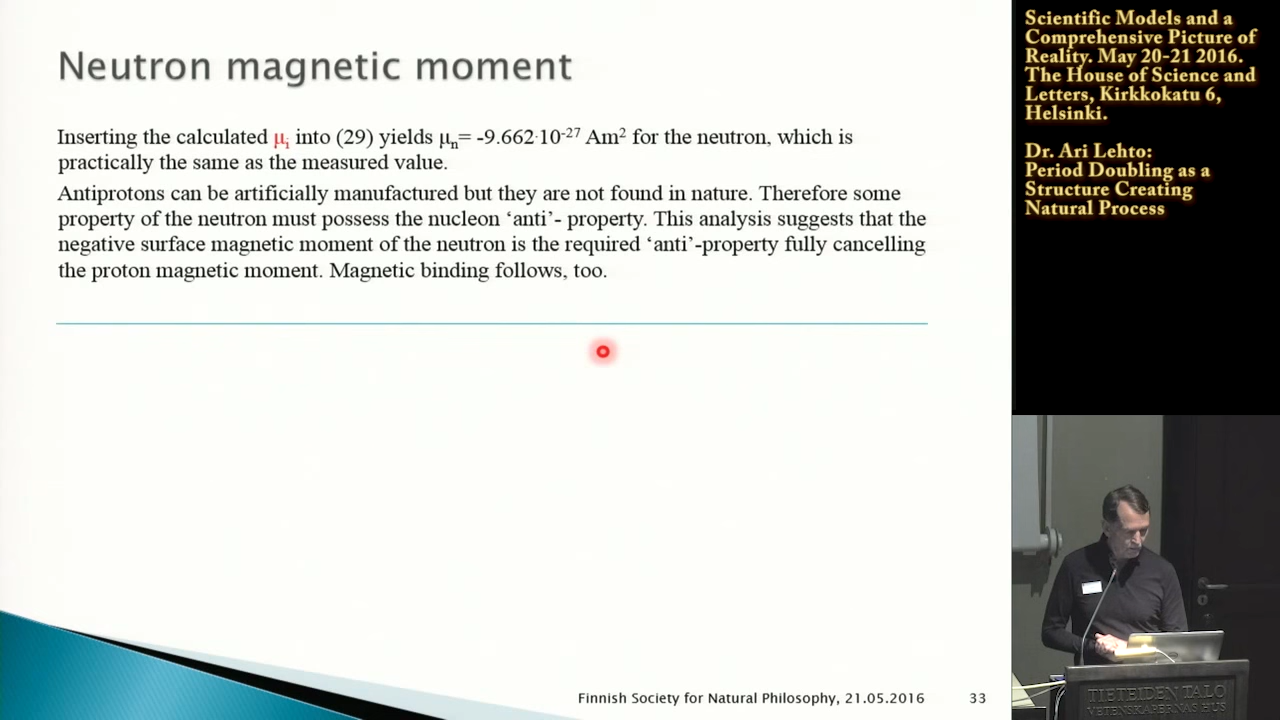 Neutron magnetic moment
Inserting the calculated μi into (29) yields μn= -9.662·10-27 Am2 for the neutron, which is
practically the same as the measured value.
Antiprotons can be artificially manufactured but they are not found in nature. Therefore some
property of the neutron must possess the nucleon ‘anti’- property. This analysis suggests that the
negative surface magnetic moment of the neutron is the required ‘anti’-property fully cancelling
the proton magnetic moment. Magnetic binding follows, too.
Finnish Society for Natural Philosophy, 21.05.2016
33
Scientific Models and a
Comprehensive Picture of
Reality. May 20-21 2016.
The House of Science and
Letters, Kirkkokatu 6,
Helsinki.
Dr. Ari Lehto:
Period Doubling as a
Structure Creating
Natural Process
TIETEIDEN TALO
VETENSKAPERNAS HUS